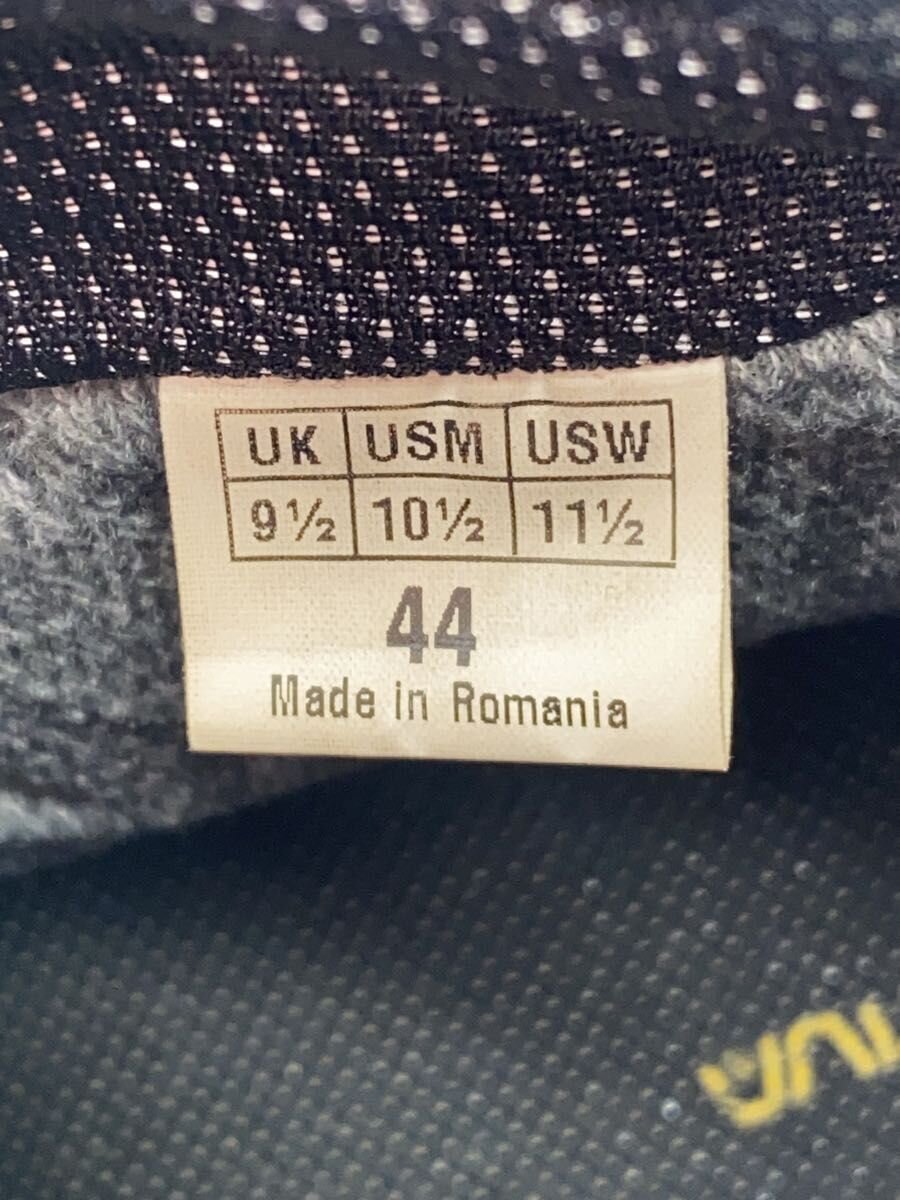 UK USM USW
9½ 10½ 11½
44
Made in Romania